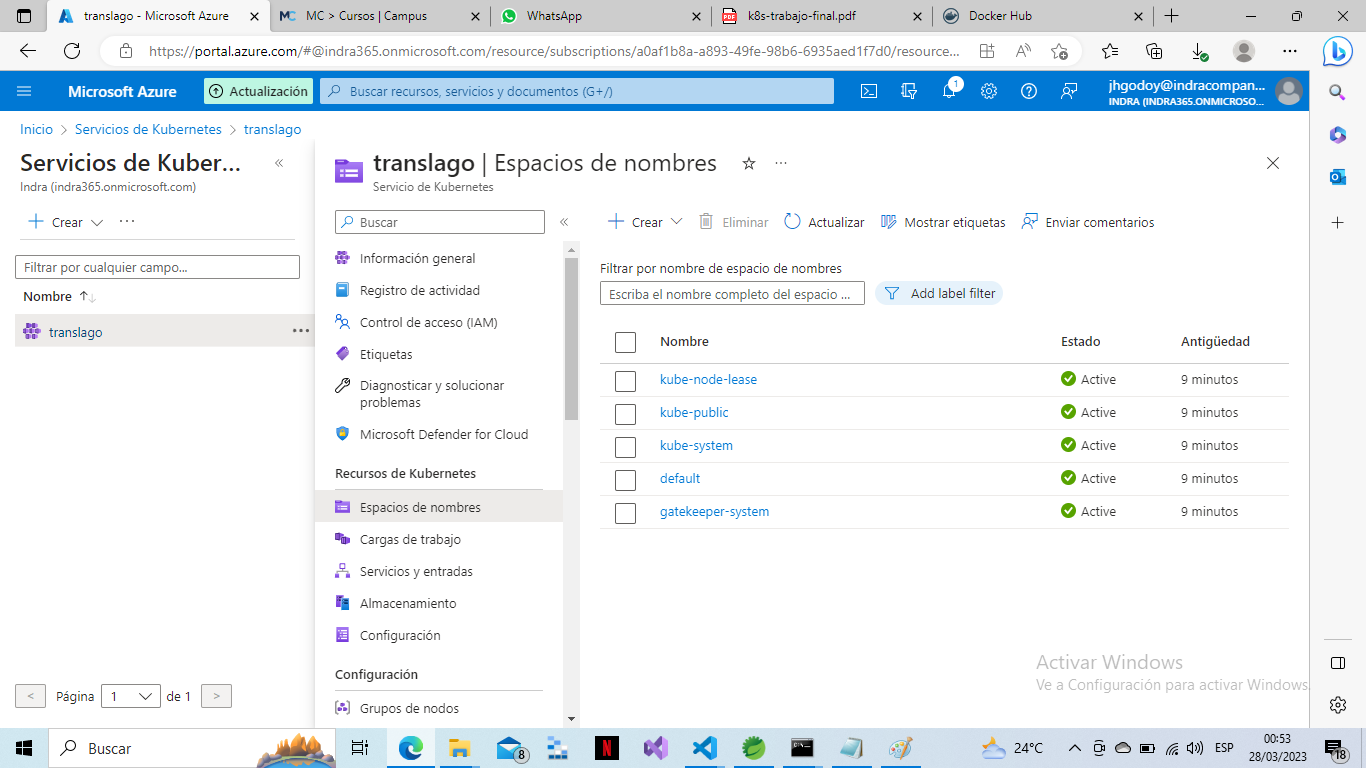 translago - Microsoft Azure
MC > Cursos | Campus
WhatsApp
k8s-trabajo-final.pdf
Docker Hub
https://portal.azure.com/#@indra365.onmicrosoft.com/resource/subscriptions/a0af1b8a-a893-49fe-98b6-6935aed1f7d0/resource...
Microsoft Azure
Actualización
Buscar recursos, servicios y documentos (G+/)
1
jhgodoy@indracompan...
INDRA (INDRA365.ONMICROSO...
Inicio > Servicios de Kubernetes > translago
Servicios de Kuber...
Indra (indra365.onmicrosoft.com)
Crear
Filtrar por cualquier campo...
Nombre
translago
< Página 1 de 1 >
translago | Espacios de nombres
Servicio de Kubernetes
Buscar
Información general
Registro de actividad
Control de acceso (IAM)
Etiquetas
Diagnosticar y solucionar
problemas
Microsoft Defender for Cloud
Recursos de Kubernetes
Espacios de nombres
Cargas de trabajo
Servicios y entradas
Almacenamiento
Configuración
Configuración
Grupos de nodos
Crear Eliminar Actualizar Mostrar etiquetas Enviar comentarios
Filtrar por nombre de espacio de nombres
Escriba el nombre completo del espacio ...
Add label filter
Nombre Estado Antigüedad
kube-node-lease Active 9 minutos
kube-public Active 9 minutos
kube-system Active 9 minutos
default Active 9 minutos
gatekeeper-system Active 9 minutos
Activar Windows
Ve a Configuración para activar Windows.
Buscar
8
24°C
ESP
00:53
28/03/2023
18